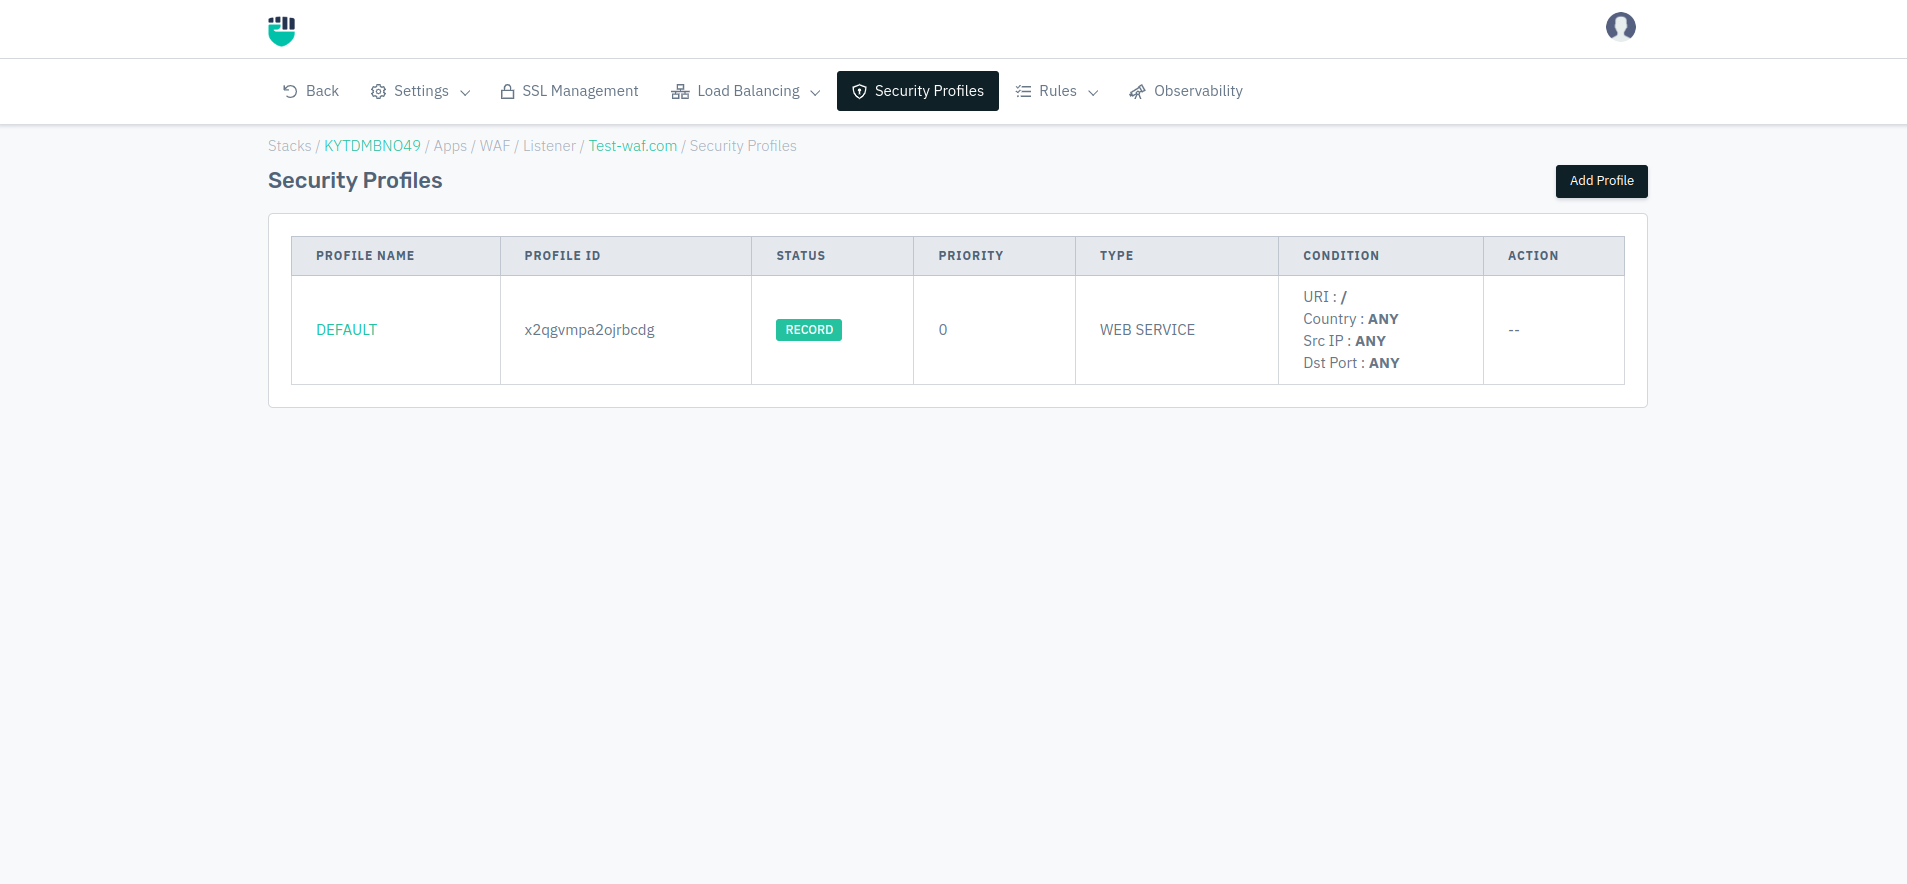 Back Settings SSL Management Load Balancing Security Profiles Rules Observability
Stacks / KYTDMBNO49 / Apps / WAF / Listener / Test-waf.com / Security Profiles
Security Profiles
Add Profile
PROFILE NAME PROFILE ID STATUS PRIORITY TYPE CONDITION ACTION
DEFAULT x2qgvmpa2ojrbcdg RECORD 0 WEB SERVICE
URI : /
Country : ANY
Src IP : ANY
Dst Port : ANY
--